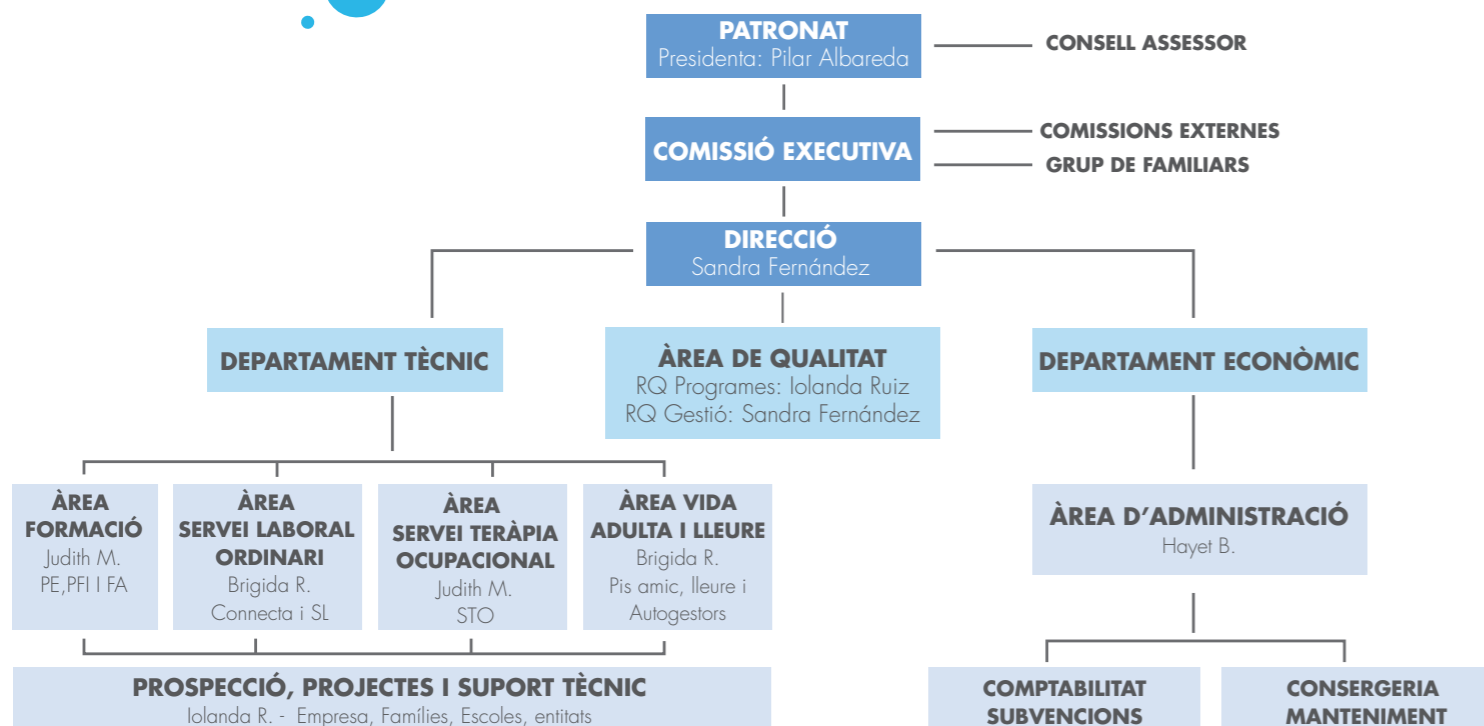 PATRONAT
Presidenta: Pilar Albareda
CONSELL ASSESSOR
COMISSIÓ EXECUTIVA
COMISSIONS EXTERNES
GRUP DE FAMILIARS
DIRECCIÓ
Sandra Fernández
DEPARTAMENT TÈCNIC
ÀREA DE QUALITAT
RQ Programes: Iolanda Ruiz
RQ Gestió: Sandra Fernández
DEPARTAMENT ECONÒMIC
ÀREA
FORMACIÓ
Judith M.
PE,PFI I FA
ÀREA
SERVEI LABORAL
ORDINARI
Brigida R.
Connecta i SL
ÀREA
SERVEI TERÀPIA
OCUPACIONAL
Judith M.
STO
ÀREA VIDA
ADULTA I LLEURE
Brigida R.
Pis amic, lleure i
Autogestors
ÀREA D’ADMINISTRACIÓ
Hayet B.
PROSPECCIÓ, PROJECTES I SUPORT TÈCNIC
Iolanda R. - Empresa, Famílies, Escoles, entitats
COMPTABILITAT
SUBVENCIONS
CONSERGERIA
MANTENIMENT